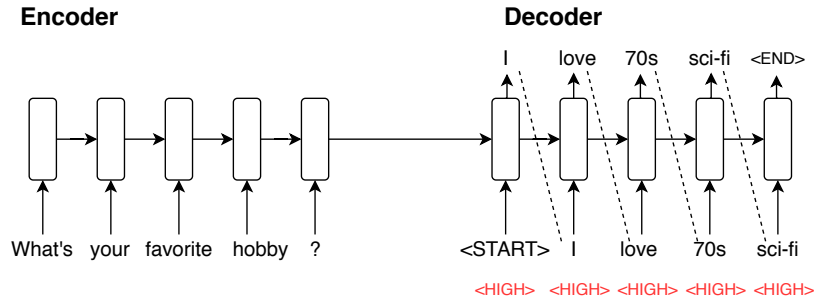 Encoder
Decoder
I love 70s sci-fi <END>
What's your favorite hobby ?
<START> I love 70s sci-fi
<HIGH> <HIGH> <HIGH> <HIGH> <HIGH>